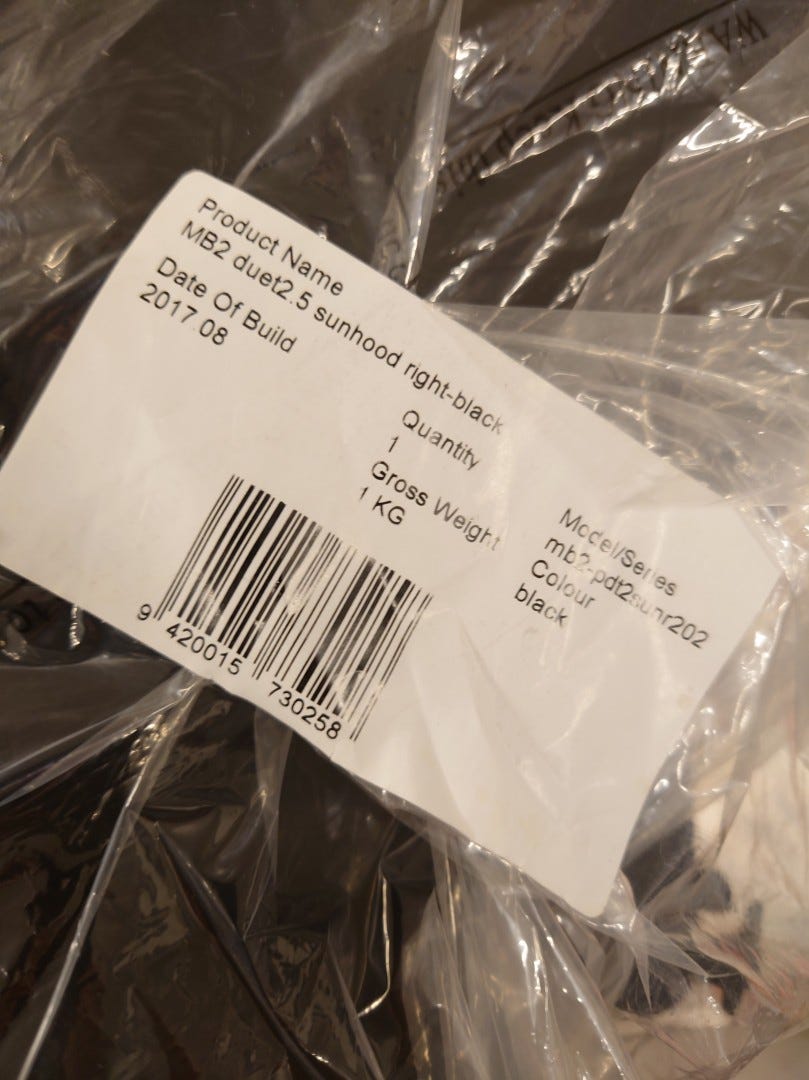 Product Name
MB2 duet2.5 sunhood right-black
Date Of Build
2017 08
Quantity
1
Gross Weight
1 KG
Model/Series
mb2-pdt2sunr202
Colour
black
9 420015 730258